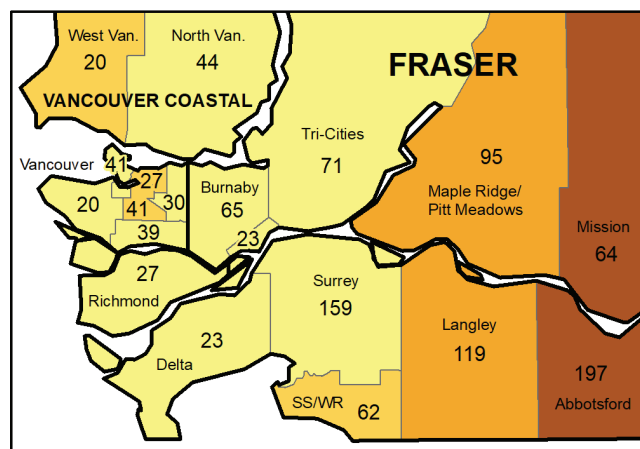 West Van.
20
North Van.
44
VANCOUVER COASTAL
FRASER
Tri-Cities
71
95
Maple Ridge/
Pitt Meadows
Mission
64
Vancouver
41
27
20
41
30
39
Burnaby
65
23
27
Richmond
Surrey
159
23
Delta
Langley
119
197
Abbotsford
SS/WR
62